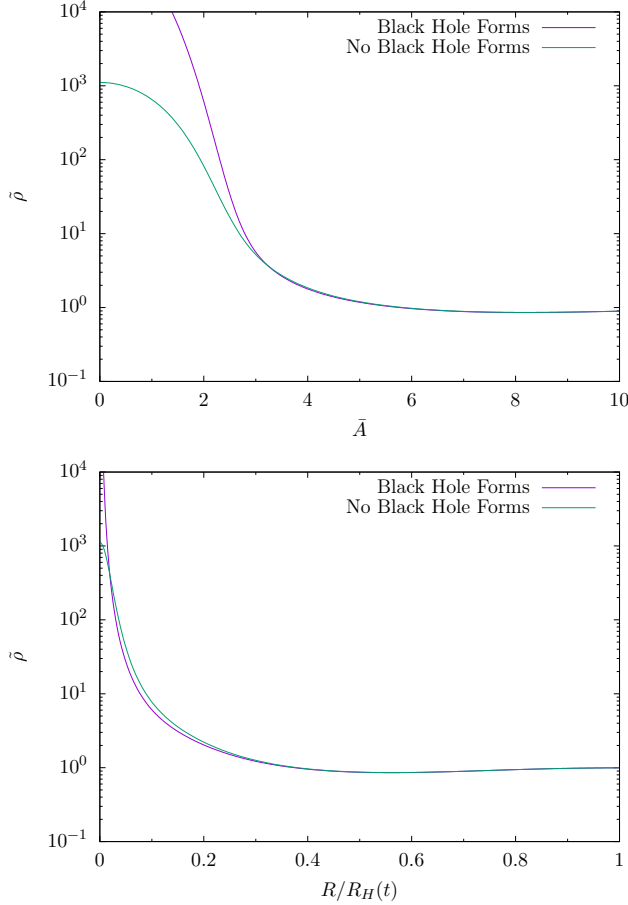 10^4
10^3
10^2
10^1
10^0
10^{-1}
ρ̃
Black Hole Forms
No Black Hole Forms
0 2 4 6 8 10
Ā
10^4
10^3
10^2
10^1
10^0
10^{-1}
ρ̃
Black Hole Forms
No Black Hole Forms
0 0.2 0.4 0.6 0.8 1
R/R_H(t)